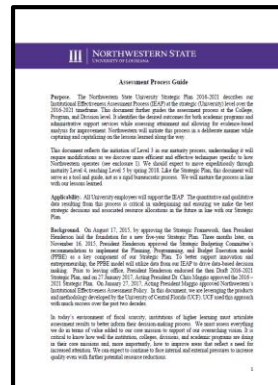 NORTHWESTERN STATE
UNIVERSITY OF LOUISIANA
Assessment Process Guide
Purpose. The Northwestern State University Strategic Plan 2016-2021 describes our
Institutional Effectiveness Assessment Process (IEAP) at the strategic (University) level over the
2016-2021 timeframe. This document further guides the assessment process at the College,
Program, and Division level. It identifies the desired outcomes for both academic programs and
administrative support services while assessing attainment and allowing for evidence-based
analysis for improvement. Northwestern will mature this process in a deliberate manner while
capturing and capitalizing on the lessons learned along the way.
This document reflects the initiation of Level 3 in our maturity process, understanding it will
require modifications as we discover more efficient and effective techniques specific to how
Northwestern operates (see enclosure 1). We should expect to move expeditiously through
maturity Level 4, reaching Level 5 by spring 2018. Like the Strategic Plan, this document will
serve as a tool and guide, not as a rigid bureaucratic process. We will mature the process in line
with our lessons learned.
Applicability. All University employees will support the IEAP. The quantitative and qualitative
data resulting from this process is critical in underpinning and ensuring we make the best
strategic decisions and associated resource allocations in the future in line with our Strategic
Plan.
Background. On August 17, 2015, by approving the Strategic Framework, then President
Henderson laid the foundation for a new five-year Strategic Plan. Three months later, on
November 16, 2015, President Henderson approved the Strategic Budgeting Committee's
recommendation to implement the Planning, Programming, and Budget Execution model
(PPBE) as a key component of our Strategic Plan. To better support innovation and
entrepreneurship, the PPBE model will utilize data from our IEAP to drive data-based decision
making. Prior to leaving office, President Henderson endorsed the then Draft 2016-2021
Strategic Plan, and on 27 January 2017, Acting President Dr. Chris Maggio approved the 2016 –
2021 Strategic Plan. On January 27, 2017, Acting President Maggio approved Northwestern's
Institutional Effectiveness Assessment Policy. In this document, we are leveraging the products
and methodology developed by the University of Central Florida (UCF). UCF used this approach
with much success over the past two decades.
In today's environment of fiscal scarcity, institutions of higher learning must articulate
assessment results to better inform their decision-making process. We must assess everything
we do in terms of value added to our core mission in support of our overarching vision. It is
critical to know how well the institution, colleges, divisions, and academic programs are doing
in their core missions and, more importantly, how to improve areas that reflect a need for
increased attention. We can expect to continue to face internal and external pressures to increase
quality even with further potential resource reductions.
1